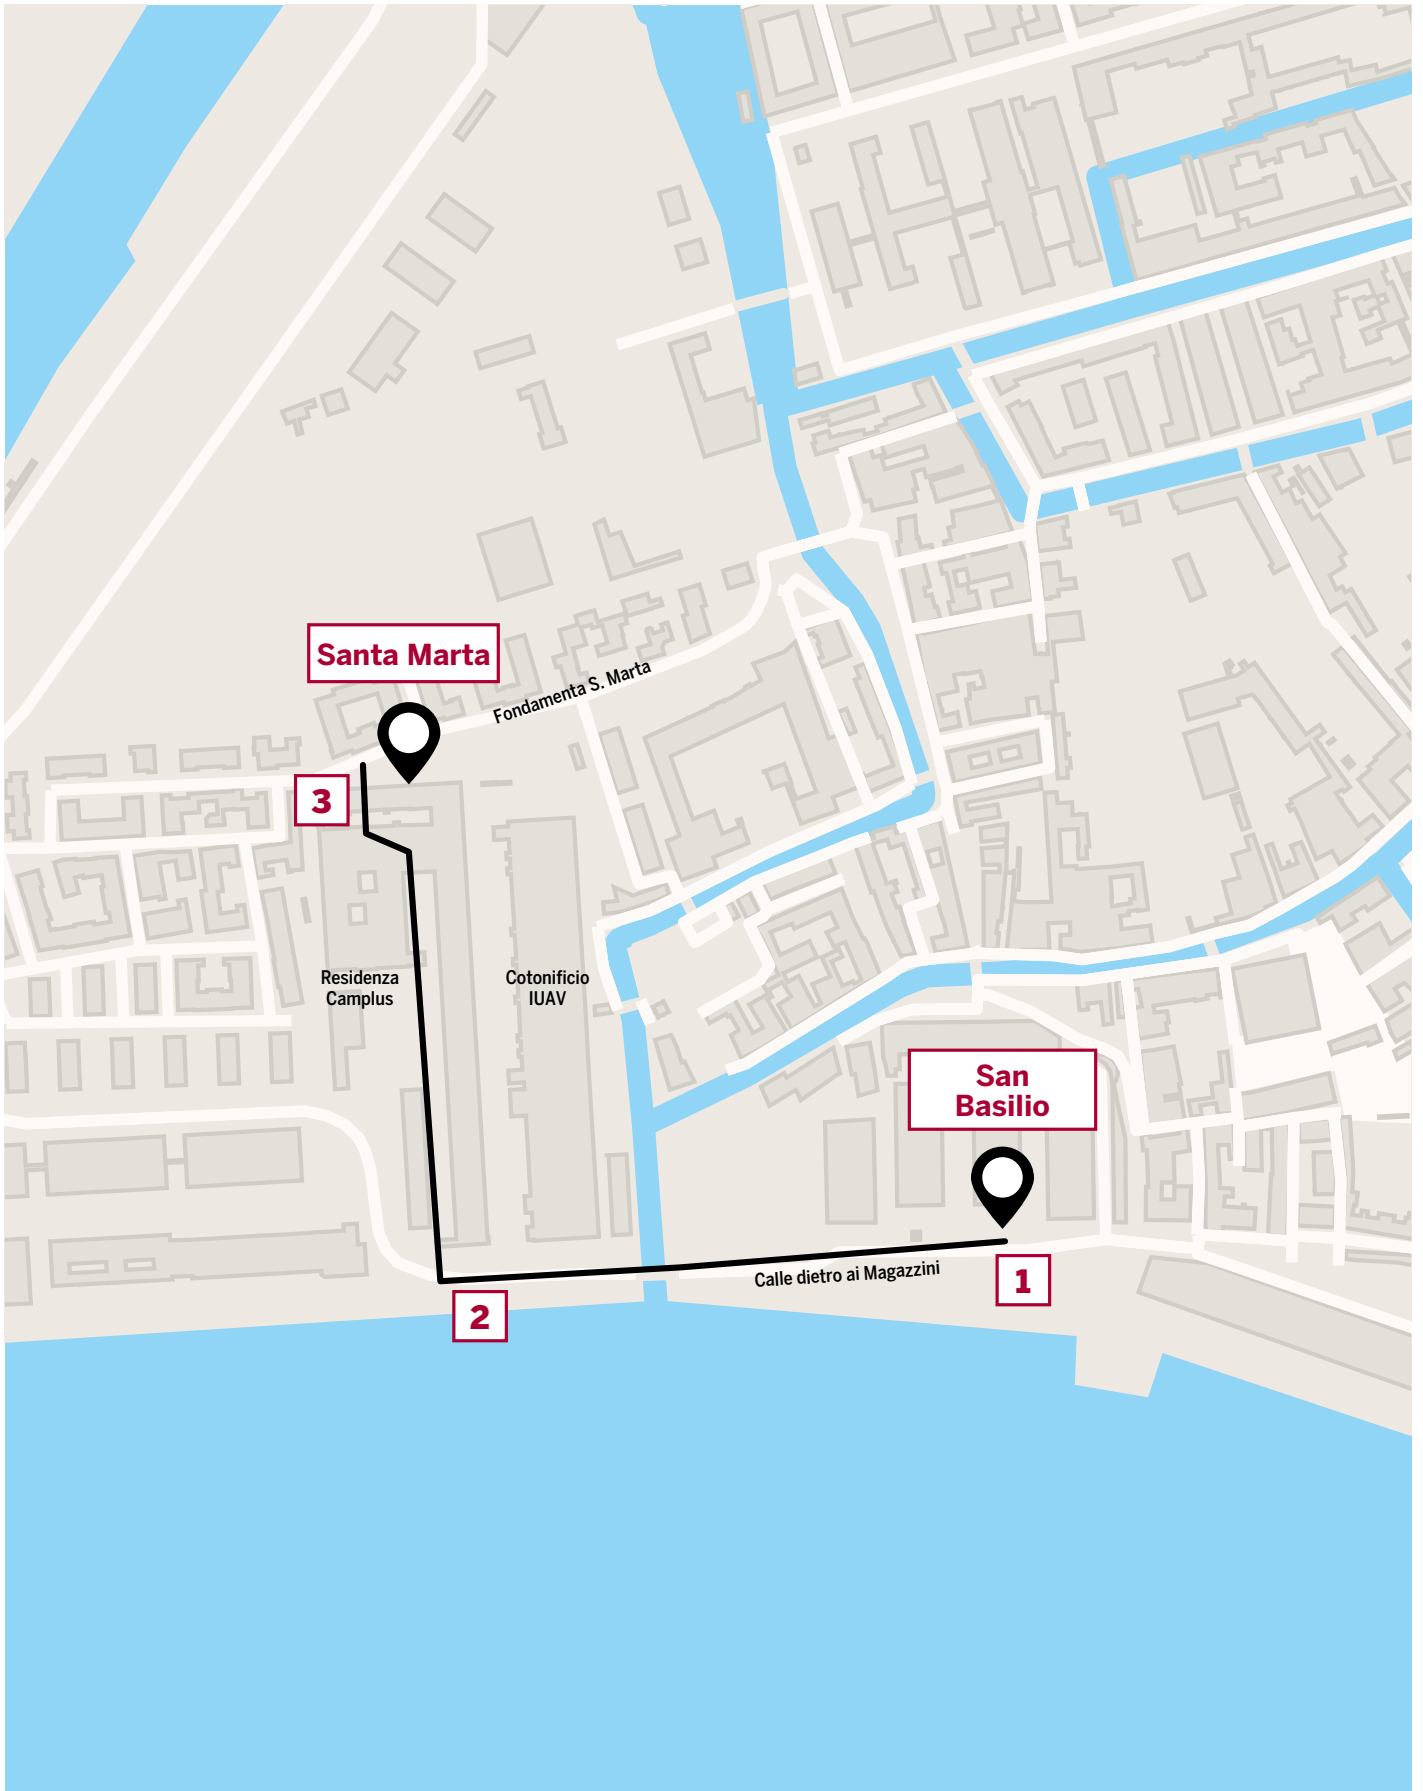 Santa Marta
Fondamenta S. Marta
3
Residenza
Camplus
Cotonificio
IUAV
San
Basilio
Calle dietro ai Magazzini
1
2